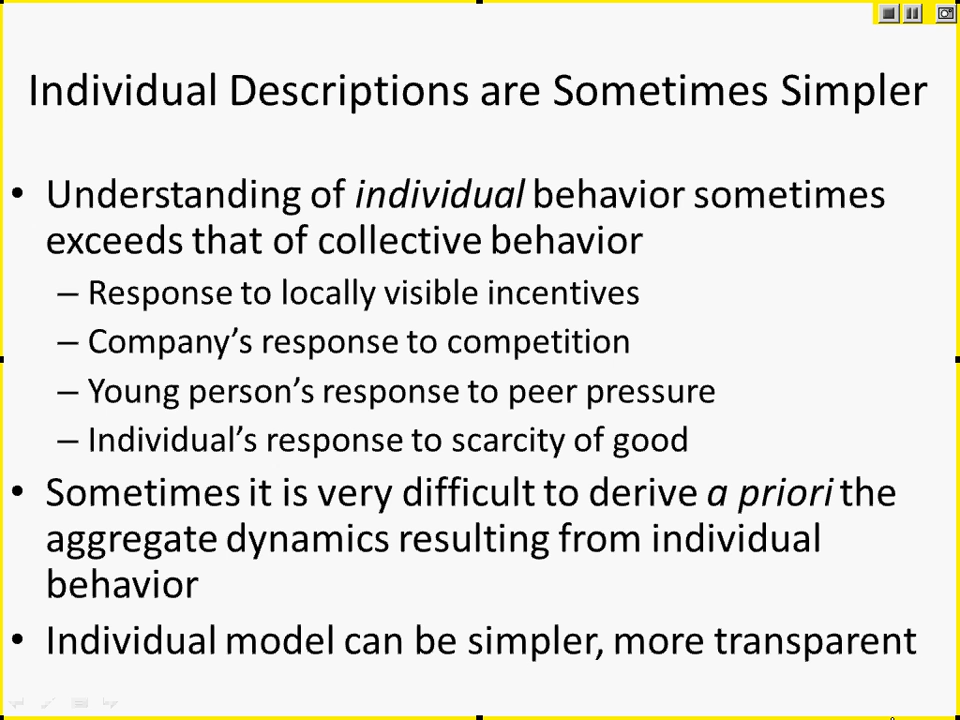 Individual Descriptions are Sometimes Simpler
• Understanding of individual behavior sometimes
exceeds that of collective behavior
– Response to locally visible incentives
– Company’s response to competition
– Young person’s response to peer pressure
– Individual’s response to scarcity of good
• Sometimes it is very difficult to derive a priori the
aggregate dynamics resulting from individual
behavior
• Individual model can be simpler, more transparent